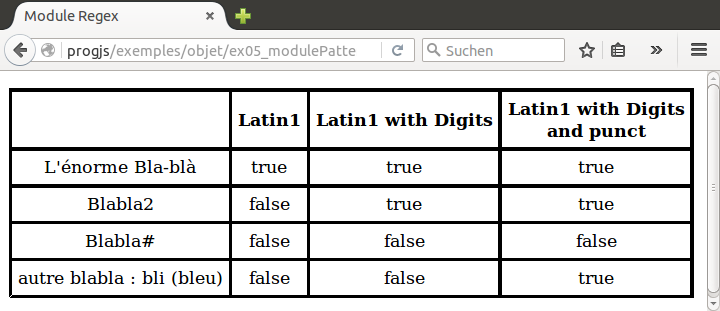 Module Regex
progjs/exemples/objet/ex05_modulePatte
Suchen
Latin1 Latin1 with Digits Latin1 with Digits
and punct
L'énorme Bla-blà true true true
Blabla2 false true true
Blabla# false false false
autre blabla : bli (bleu) false false true